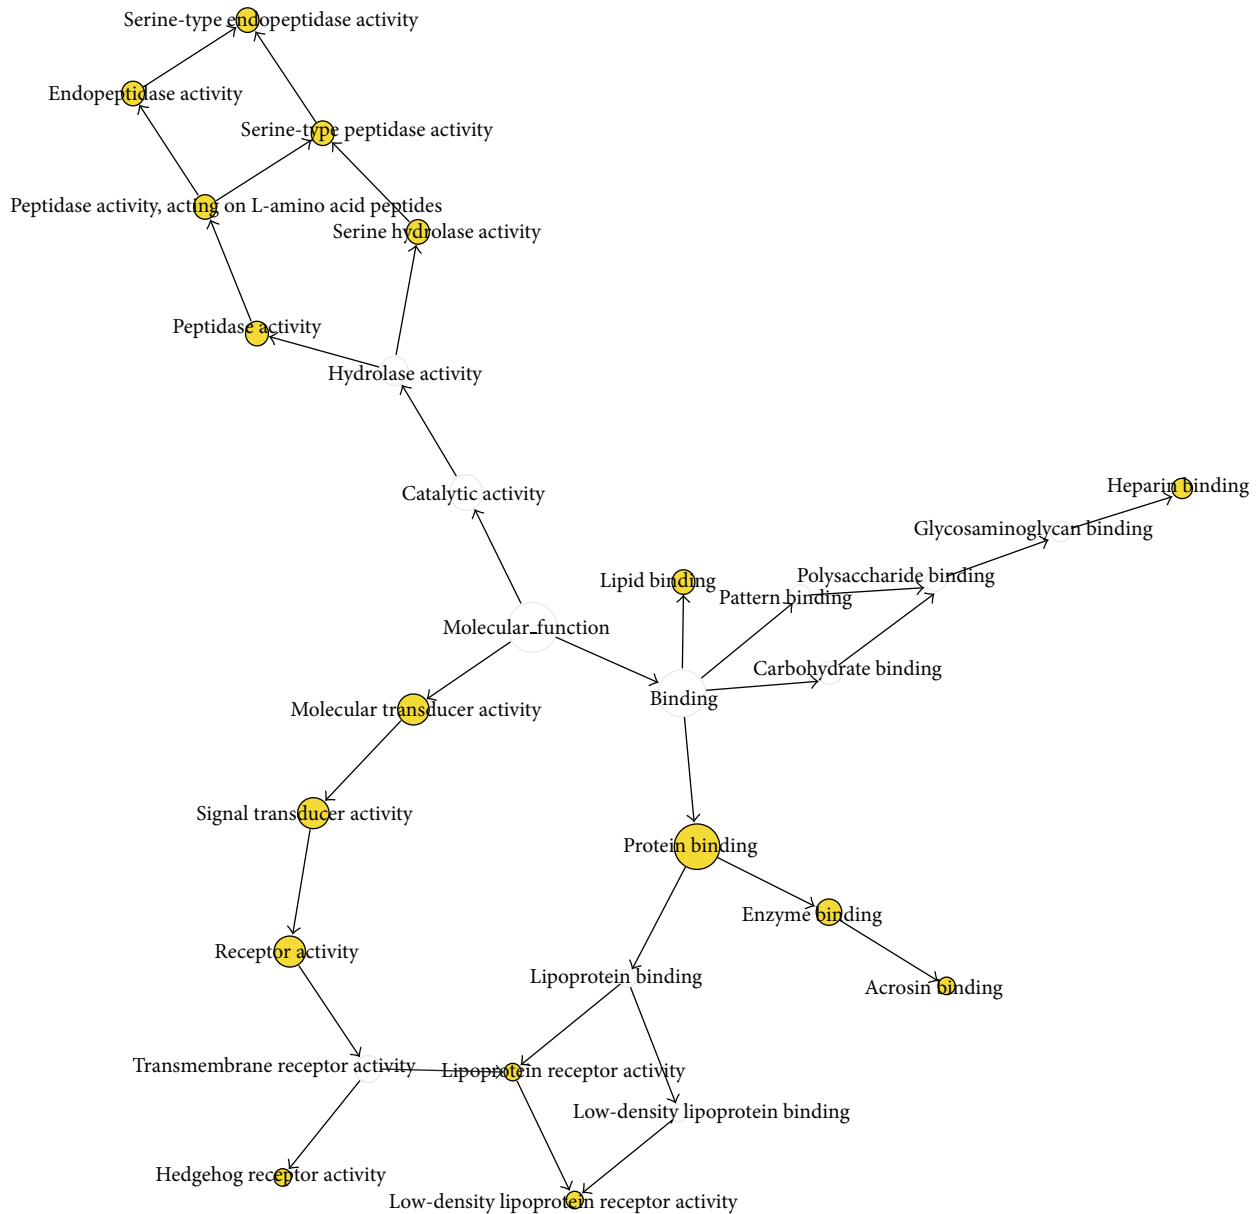 Serine-type endopeptidase activity
Endopeptidase activity
Serine-type peptidase activity
Peptidase activity, acting on L-amino acid peptides
Serine hydrolase activity
Peptidase activity
Hydrolase activity
Catalytic activity
Heparin binding
Glycosaminoglycan binding
Polysaccharide binding
Lipid binding
Pattern binding
Molecular_function
Carbohydrate binding
Binding
Molecular transducer activity
Signal transducer activity
Protein binding
Enzyme binding
Receptor activity
Lipoprotein binding
Acrosin binding
Transmembrane receptor activity
Lipoprotein receptor activity
Low-density lipoprotein binding
Hedgehog receptor activity
Low-density lipoprotein receptor activity